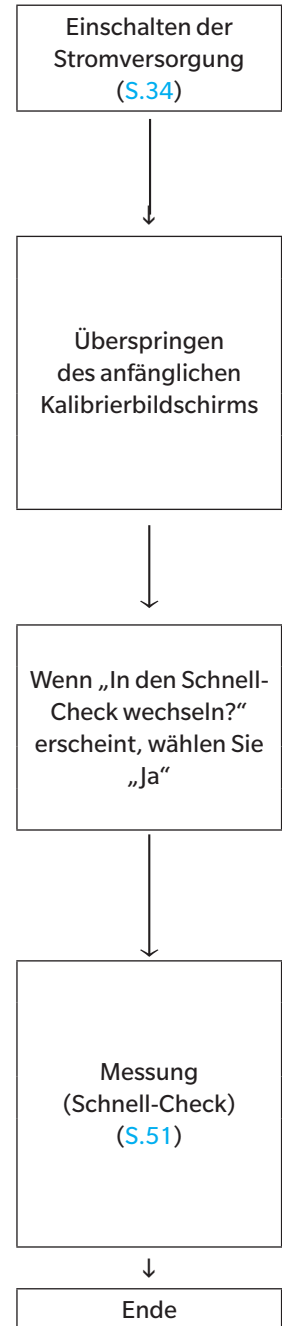 Einschalten der
Stromversorgung
(S.34)
↓
Überspringen
des anfänglichen
Kalibrierbildschirms
↓
Wenn „In den Schnell-
Check wechseln?“
erscheint, wählen Sie
„Ja“
↓
Messung
(Schnell-Check)
(S.51)
↓
Ende